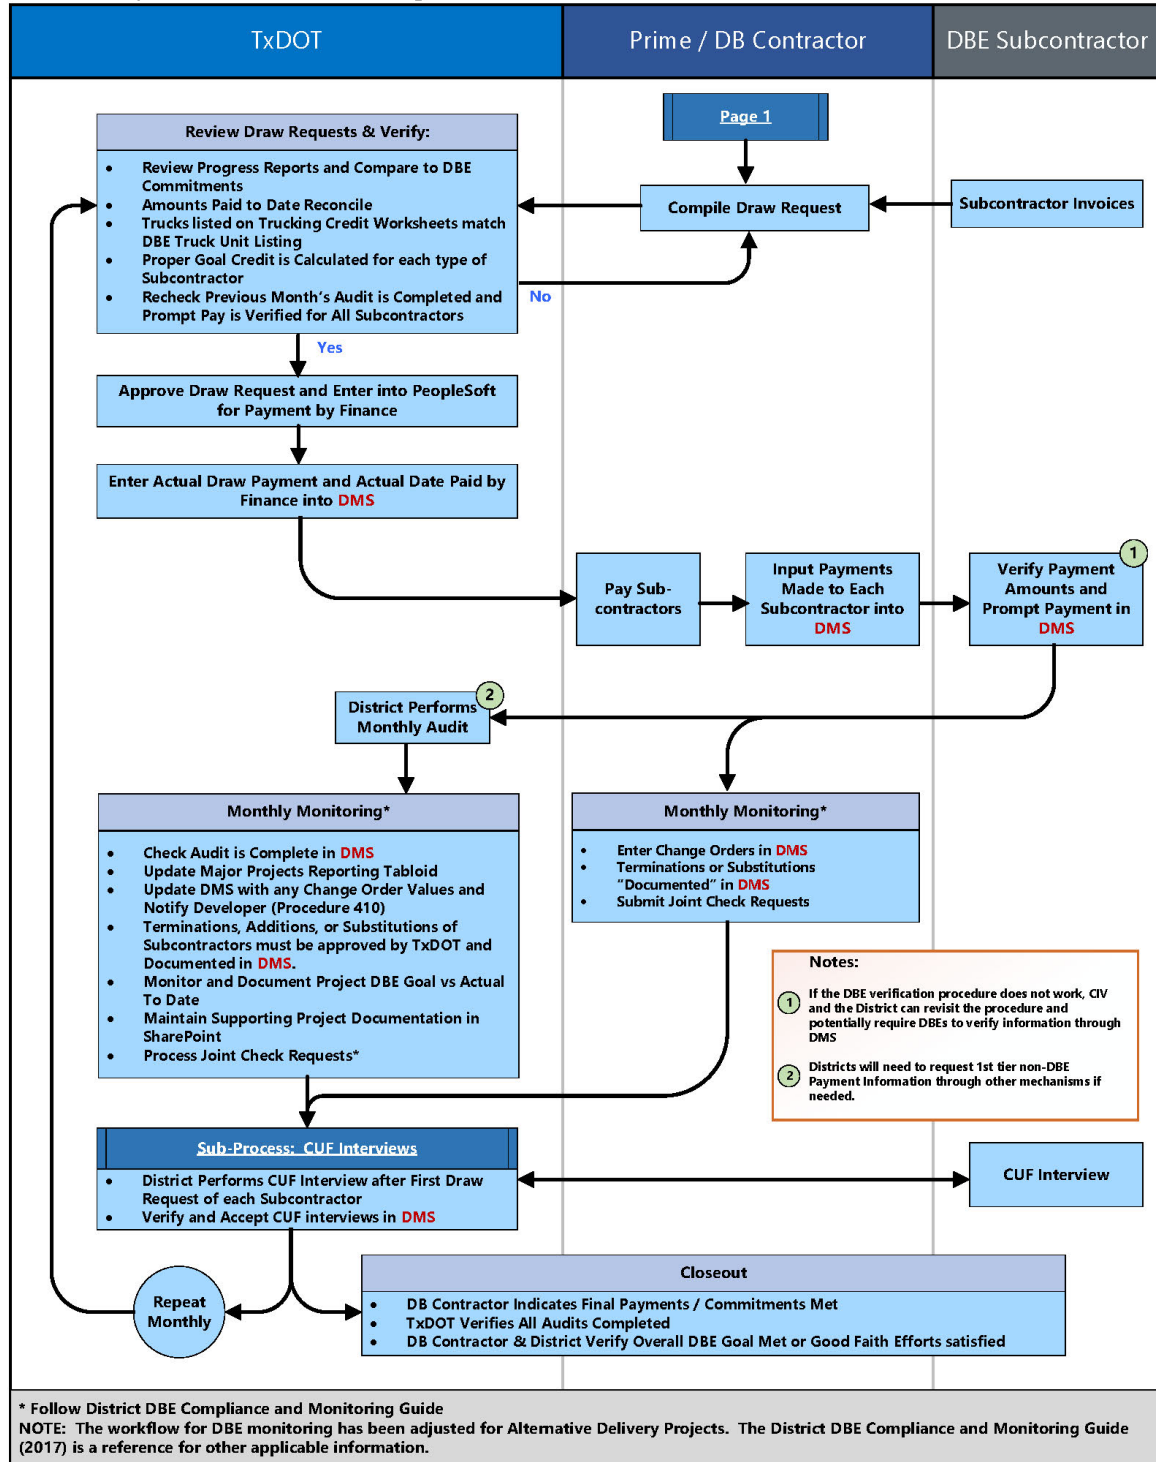 TxDOT
Prime / DB Contractor
DBE Subcontractor
Page 1
Review Draw Requests & Verify:
• Review Progress Reports and Compare to DBE
Commitments
• Amounts Paid to Date Reconcile
• Trucks listed on Trucking Credit Worksheets match
DBE Truck Unit Listing
• Proper Goal Credit is Calculated for each type of
Subcontractor
• Recheck Previous Month's Audit is Completed and
Prompt Pay is Verified for All Subcontractors
Compile Draw Request
Subcontractor Invoices
No
Yes
Approve Draw Request and Enter into PeopleSoft
for Payment by Finance
Enter Actual Draw Payment and Actual Date Paid by
Finance into DMS
Pay Sub-
contractors
Input Payments
Made to Each
Subcontractor into
DMS
1
Verify Payment
Amounts and
Prompt Payment in
DMS
2
District Performs
Monthly Audit
Monthly Monitoring*
• Check Audit is Complete in DMS
• Update Major Projects Reporting Tabloid
• Update DMS with any Change Order Values and
Notify Developer (Procedure 410)
• Terminations, Additions, or Substitutions of
Subcontractors must be approved by TxDOT and
Documented in DMS.
• Monitor and Document Project DBE Goal vs Actual
To Date
• Maintain Supporting Project Documentation in
SharePoint
• Process Joint Check Requests*
Monthly Monitoring*
• Enter Change Orders in DMS
• Terminations or Substitutions
"Documented" in DMS
• Submit Joint Check Requests
Notes:
1 If the DBE verification procedure does not work, CIV
and the District can revisit the procedure and
potentially require DBEs to verify information through
DMS
2 Districts will need to request 1st tier non-DBE
Payment Information through other mechanisms if
needed.
Sub-Process: CUF Interviews
• District Performs CUF Interview after First Draw
Request of each Subcontractor
• Verify and Accept CUF interviews in DMS
CUF Interview
Repeat
Monthly
Closeout
• DB Contractor Indicates Final Payments / Commitments Met
• TxDOT Verifies All Audits Completed
• DB Contractor & District Verify Overall DBE Goal Met or Good Faith Efforts satisfied
* Follow District DBE Compliance and Monitoring Guide
NOTE: The workflow for DBE monitoring has been adjusted for Alternative Delivery Projects. The District DBE Compliance and Monitoring Guide
(2017) is a reference for other applicable information.